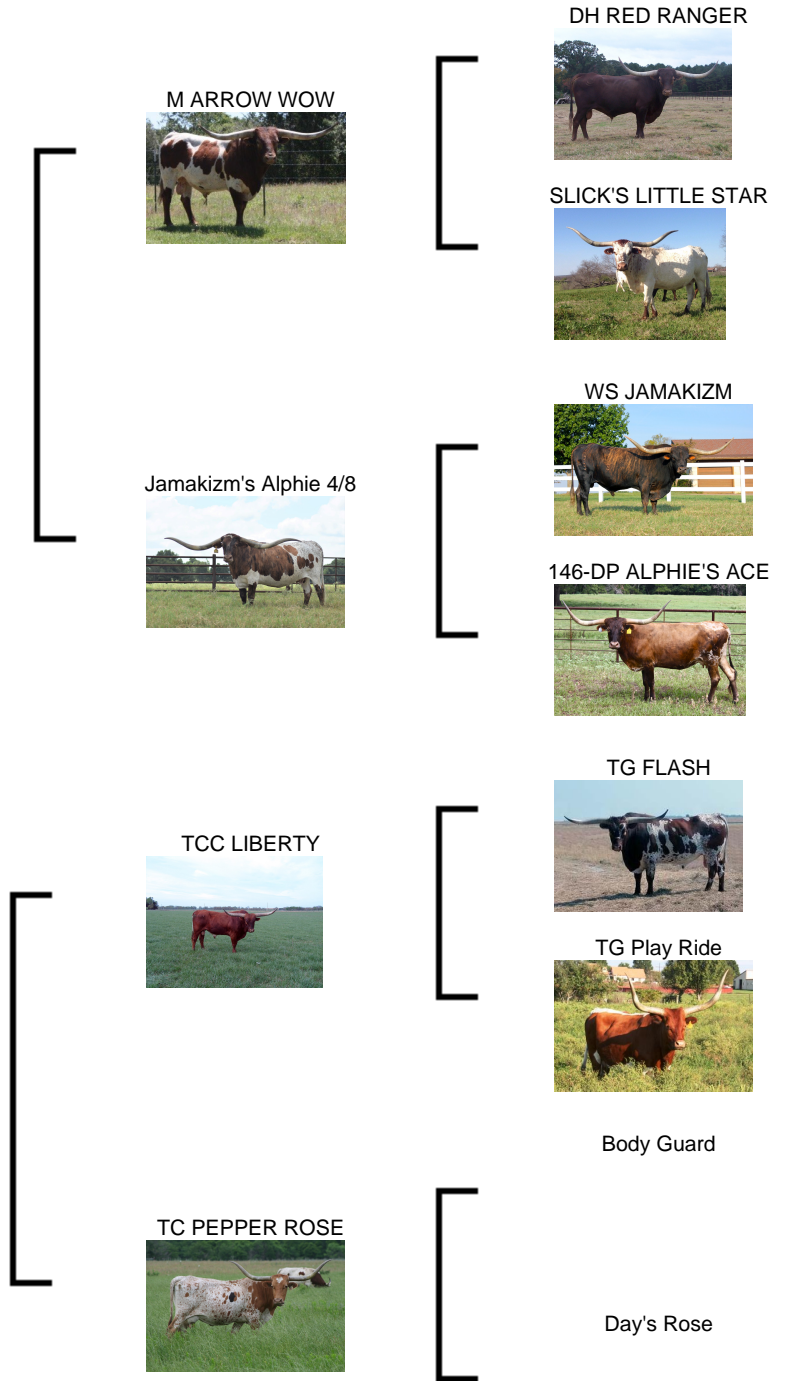 DH RED RANGER
M ARROW WOW
SLICK'S LITTLE STAR
WS JAMAKIZM
Jamakizm's Alphie 4/8
146-DP ALPHIE'S ACE
TG FLASH
TCC LIBERTY
TG Play Ride
Body Guard
TC PEPPER ROSE
Day's Rose